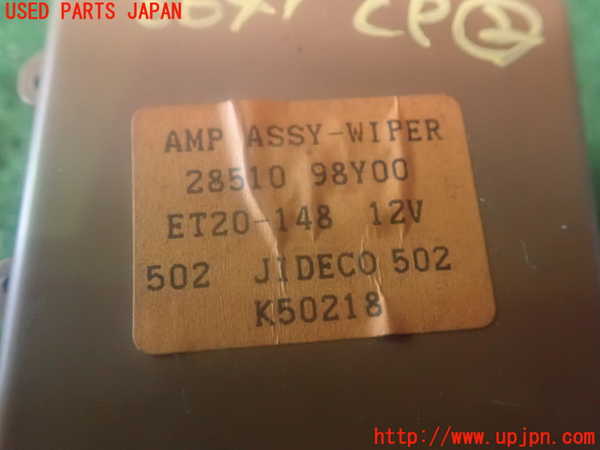 USED PARTS JAPAN
CP②
AMP ASSY-WIPER
28510 98Y00
ET20-148 12V
502 JIDECO 502
K50218
http://www.upjpn.com/